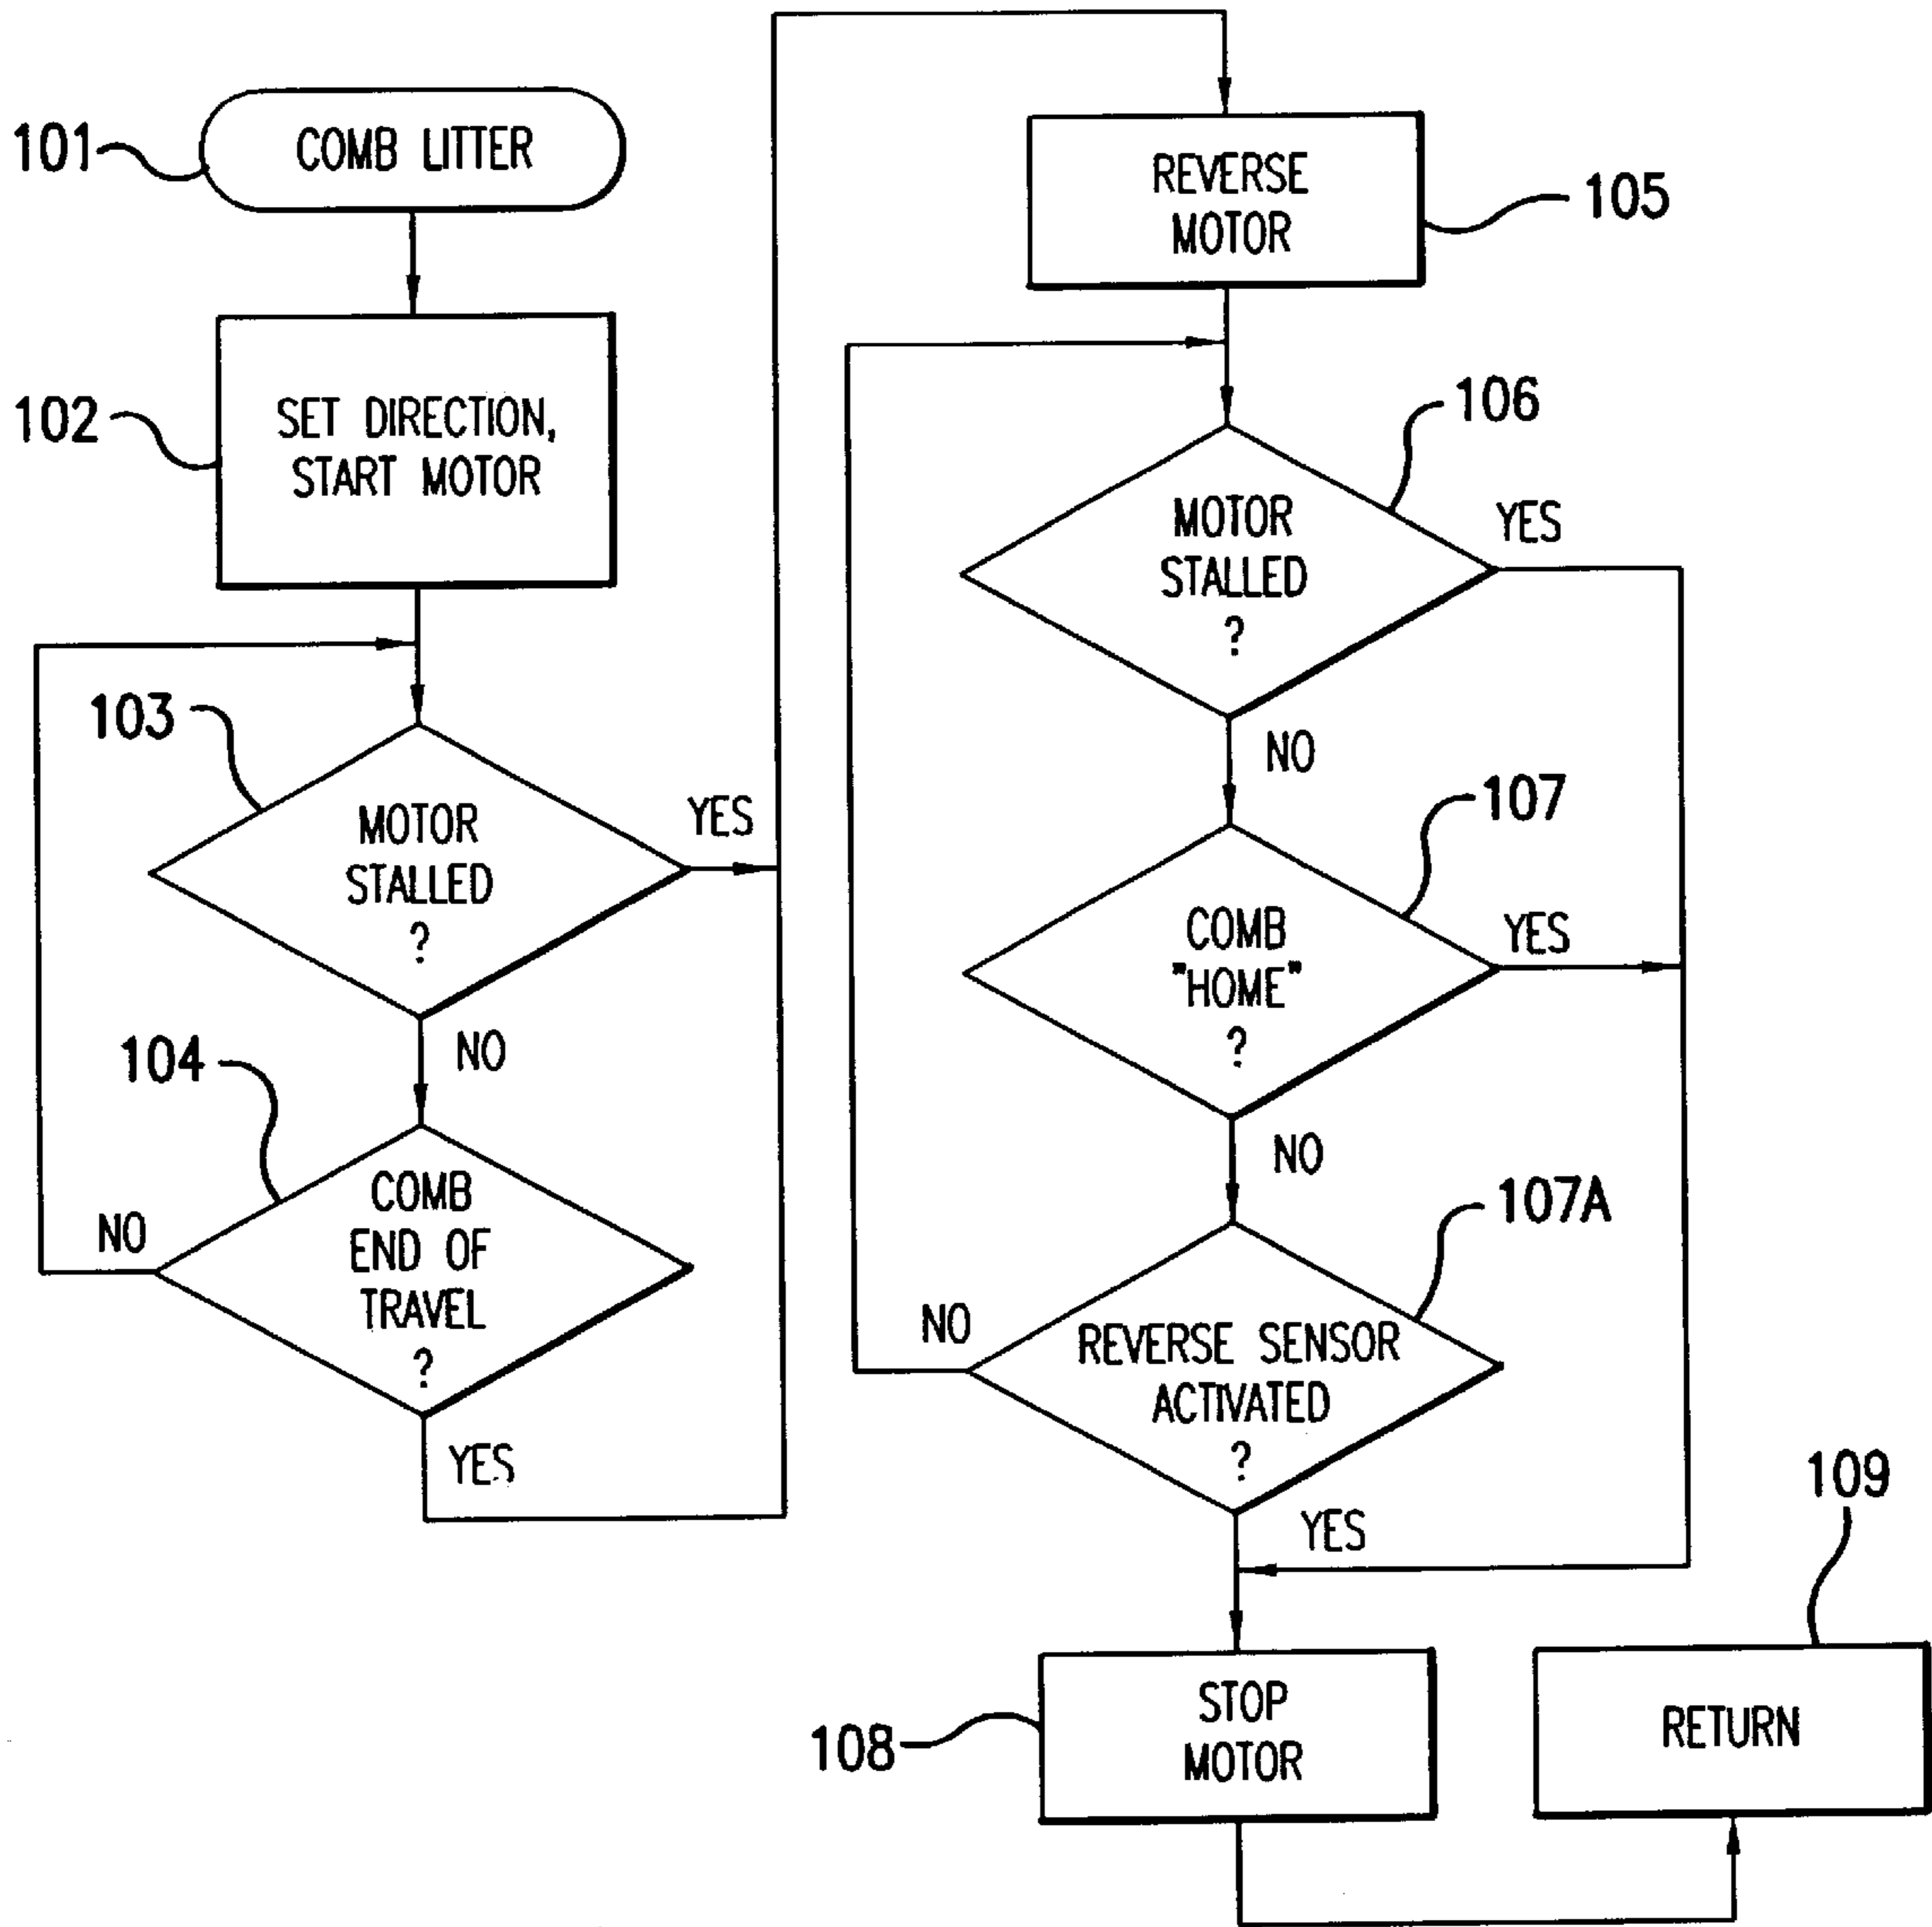 101
COMB LITTER
102
SET DIRECTION,
START MOTOR
103
MOTOR
STALLED
?
YES
NO
104
COMB
END OF
TRAVEL
?
NO
YES
REVERSE
MOTOR
105
106
MOTOR
STALLED
?
YES
NO
107
COMB
"HOME"
?
YES
NO
107A
REVERSE SENSOR
ACTIVATED
?
NO
YES
108
STOP
MOTOR
109
RETURN